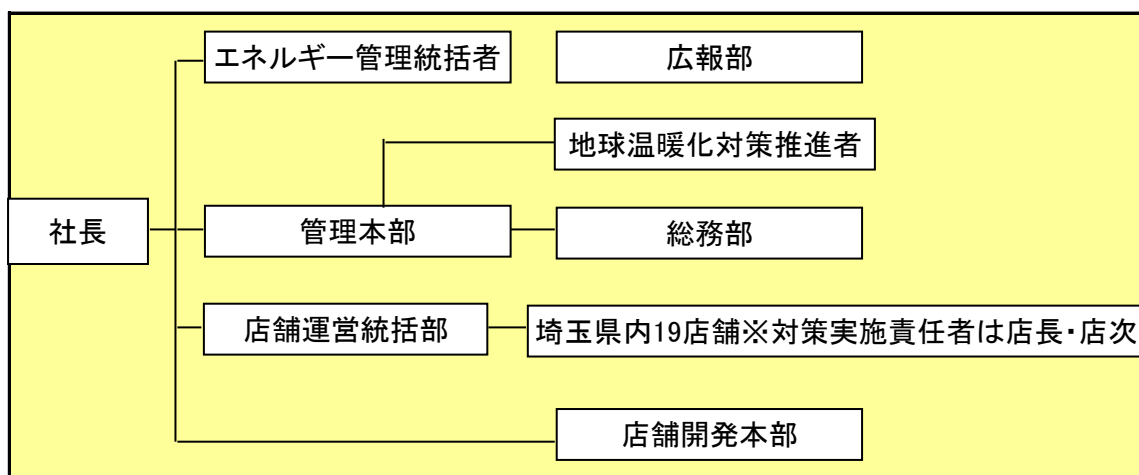 エネルギー管理統括者
広報部
地球温暖化対策推進者
社長
管理本部
総務部
店舗運営統括部
埼玉県内19店舗※対策実施責任者は店長・店次
店舗開発本部